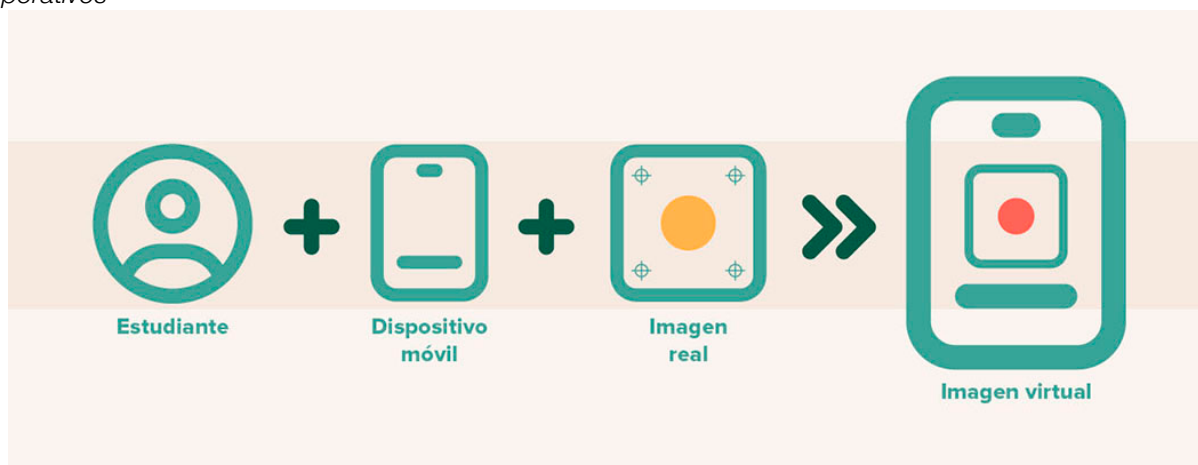 Estudiante
Dispositivo
móvil
Imagen
real
Imagen virtual